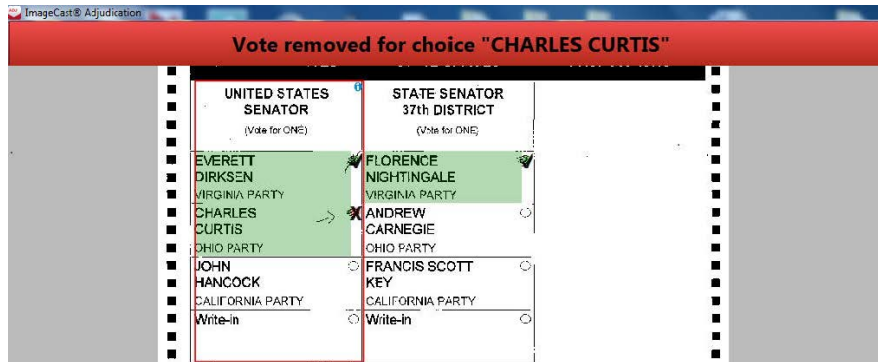 ImageCast® Adjudication
Vote removed for choice "CHARLES CURTIS"
UNITED STATES
SENATOR
(Vote for ONE)
EVERETT
DIRKSEN
VIRGINIA PARTY
CHARLES
CURTIS
OHIO PARTY
JOHN
HANCOCK
CALIFORNIA PARTY
Write-in
STATE SENATOR
37th DISTRICT
(Vote for ONE)
FLORENCE
NIGHTINGALE
VIRGINIA PARTY
ANDREW
CARNEGIE
OHIO PARTY
FRANCIS SCOTT
KEY
CALIFORNIA PARTY
Write-in